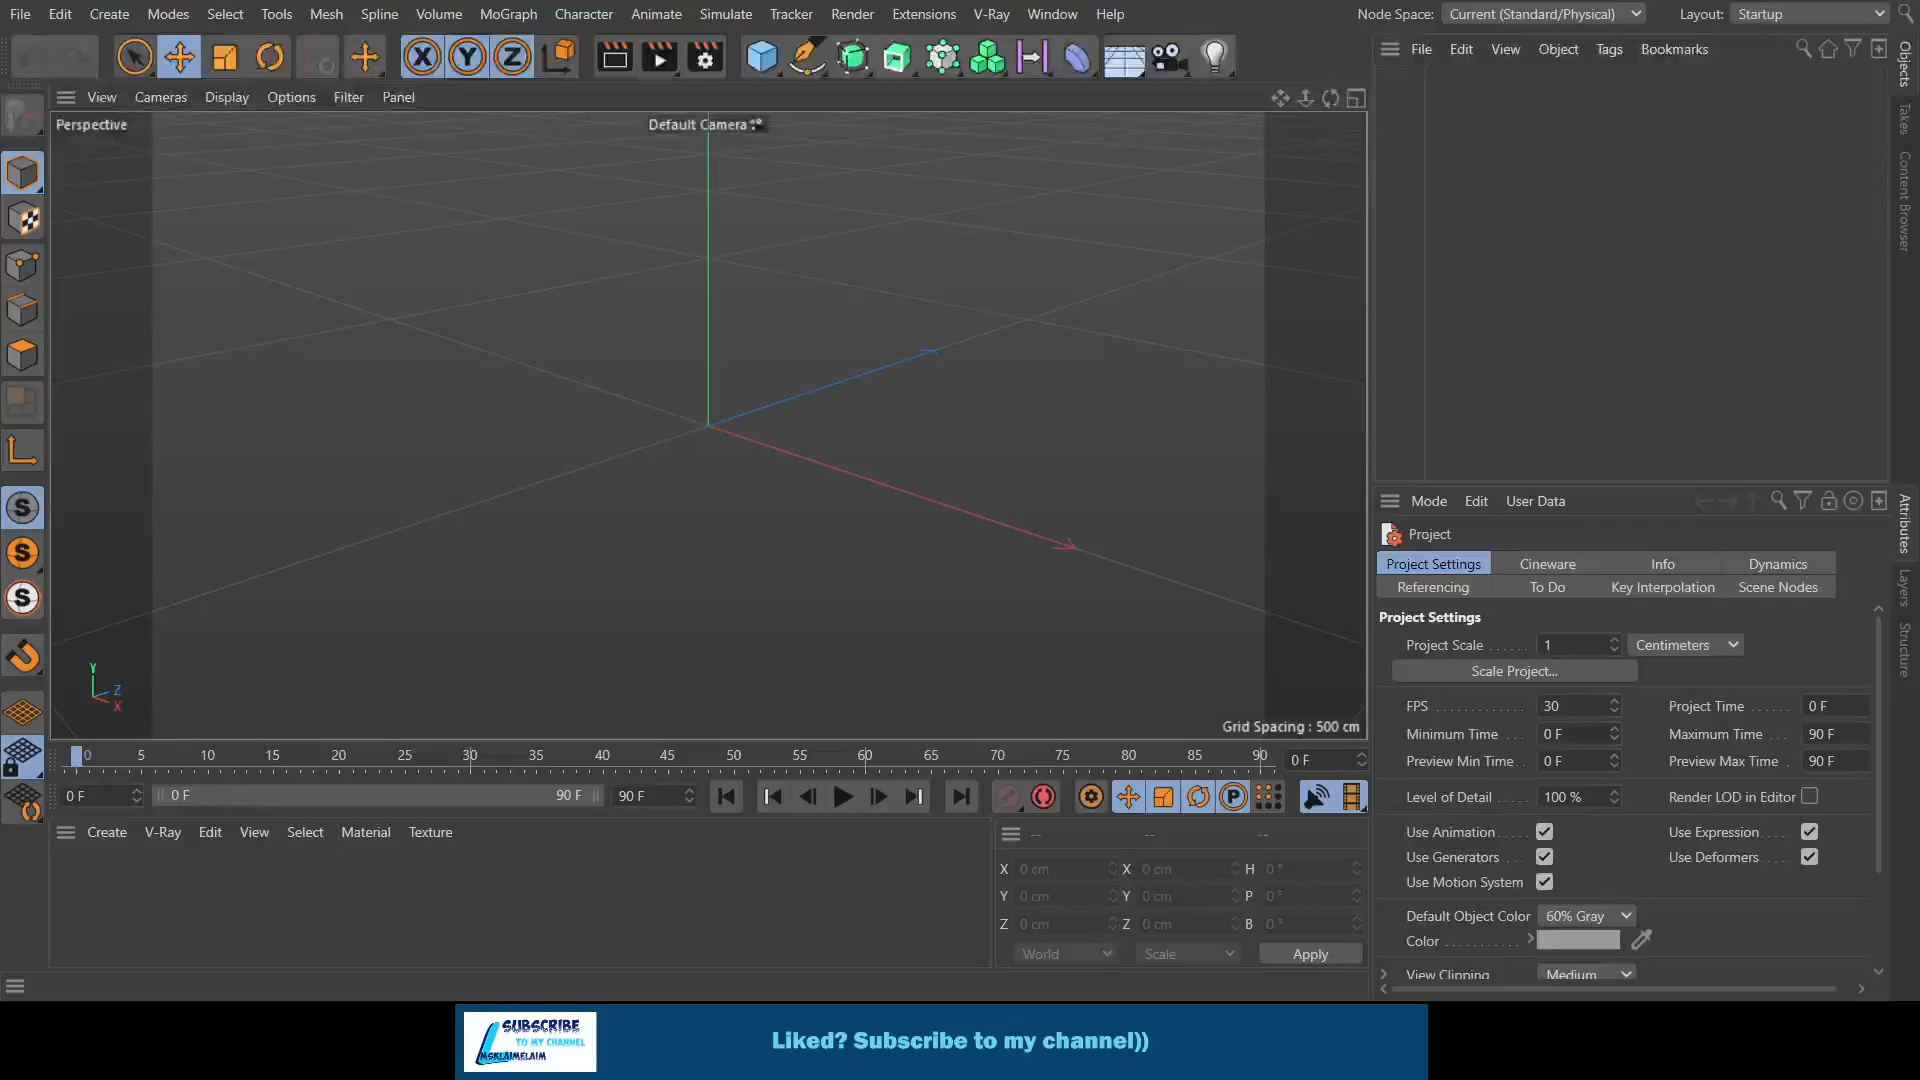 File Edit Create Modes Select Tools Mesh Spline Volume MoGraph Character Animate Simulate Tracker Render Extensions V-Ray Window Help Node Space: Current (Standard/Physical) Layout: Startup
X Y Z
File Edit View Object Tags Bookmarks
Objects
Takes
Content Browser
View Cameras Display Options Filter Panel
Perspective
Default Camera
Y
Z
X
Grid Spacing : 500 cm
S
S
S
Mode Edit User Data
Attributes
Layers
Structure
Project
Project Settings Cineware Info Dynamics
Referencing To Do Key Interpolation Scene Nodes
Project Settings
Project Scale 1 Centimeters
Scale Project...
FPS 30 Project Time 0 F
Minimum Time 0 F Maximum Time 90 F
Preview Min Time 0 F Preview Max Time 90 F
Level of Detail 100 % Render LOD in Editor
Use Animation Use Expression
Use Generators Use Deformers
Use Motion System
Default Object Color 60% Gray
Color
View Clipping Medium
0 5 10 15 20 25 30 35 40 45 50 55 60 65 70 75 80 85 90 0 F
0 F 0 F 90 F 90 F P
Create V-Ray Edit View Select Material Texture
-- -- --
X 0 cm X 0 cm H 0 °
Y 0 cm Y 0 cm P 0 °
Z 0 cm Z 0 cm B 0 °
World Scale Apply
SUBSCRIBE
TO MY CHANNEL
MSKLAIMELAIM
Liked? Subscribe to my channel))